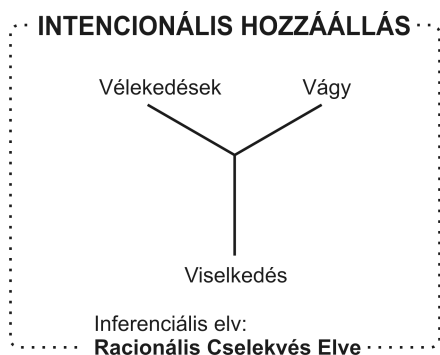 INTENCIONÁLIS HOZZÁÁLLÁS
Vélekedések Vágy
Viselkedés
Inferenciális elv:
Racionális Cselekvés Elve